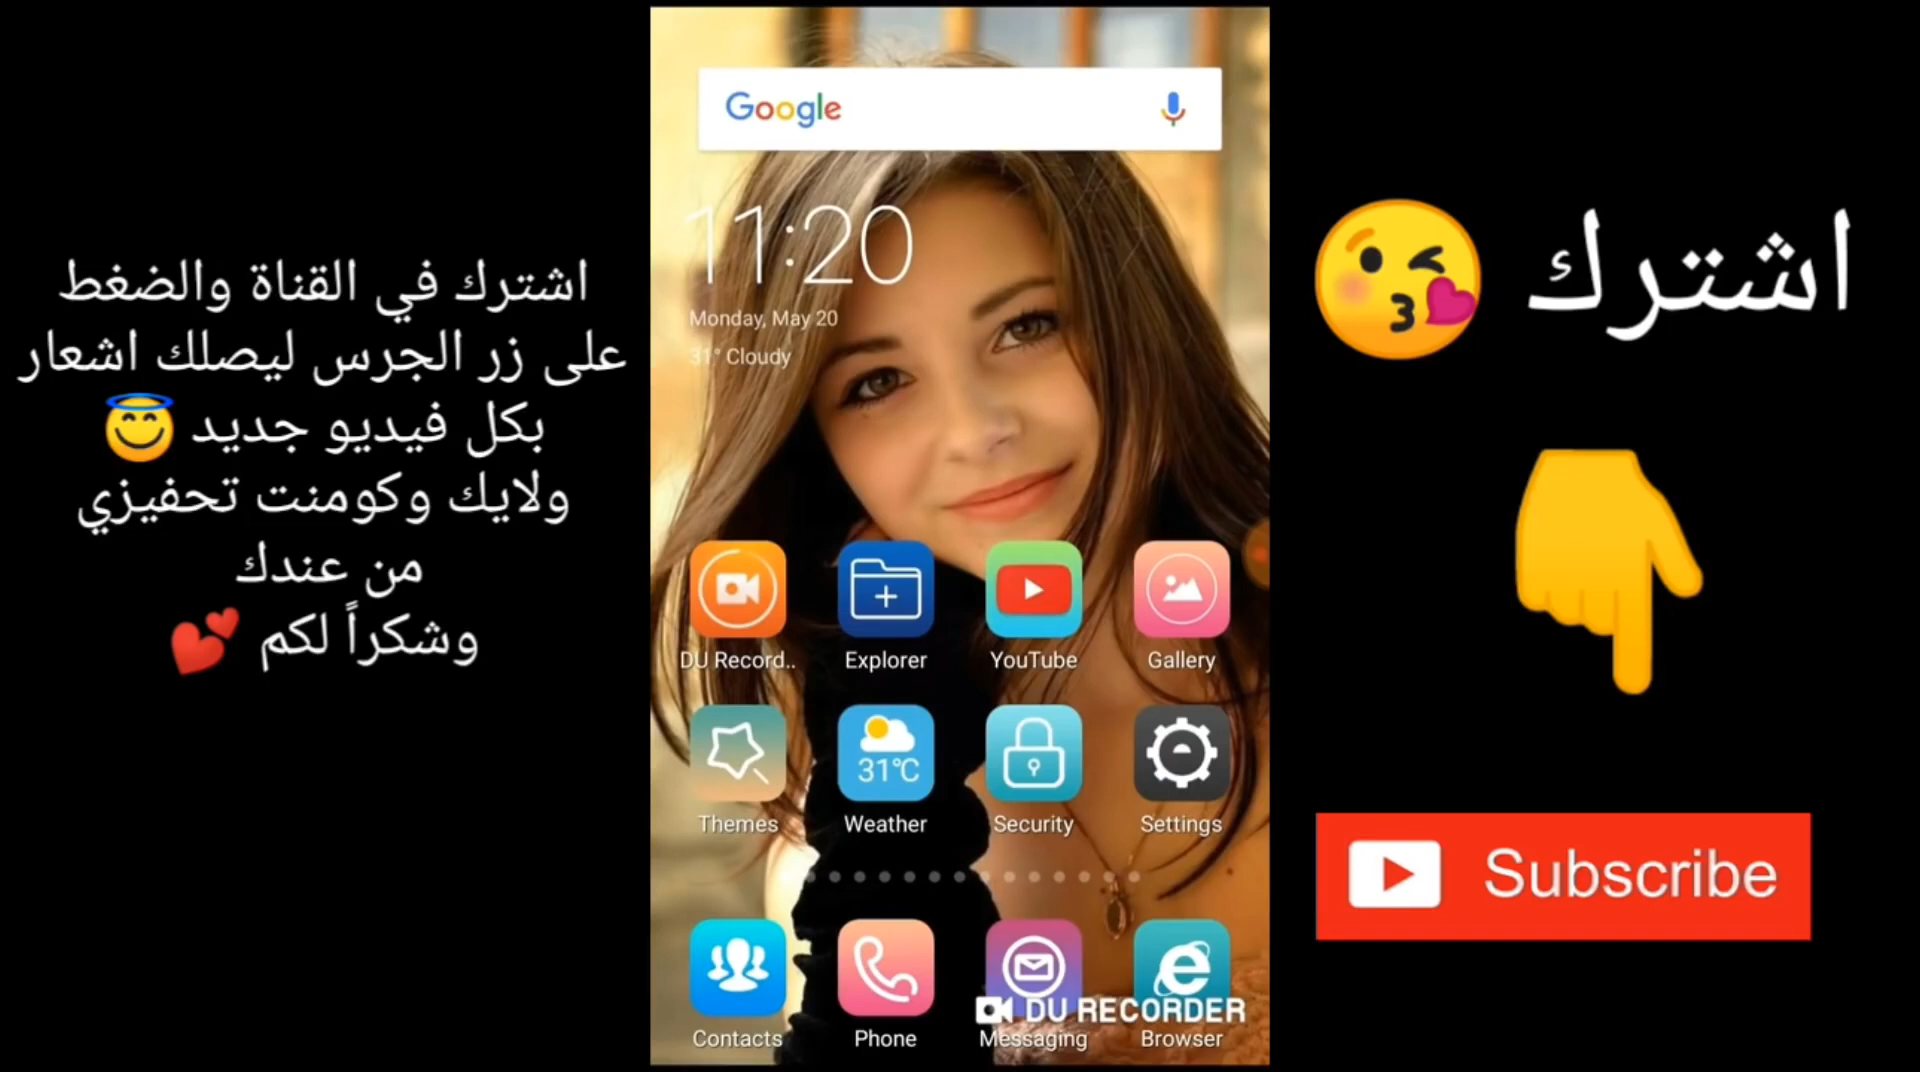 اشترك في القناة والضغط
على زر الجرس ليصلك اشعار
بكل فيديو جديد 😇
ولايك وكومنت تحفيزي
من عندك
وشكراً لكم 💕
Google
11:20
Monday, May 20
31° Cloudy
DU Record..
Explorer
YouTube
Gallery
31°C
Themes
Weather
Security
Settings
DU RECORDER
Contacts
Phone
Messaging
Browser
اشترك 😘
Subscribe